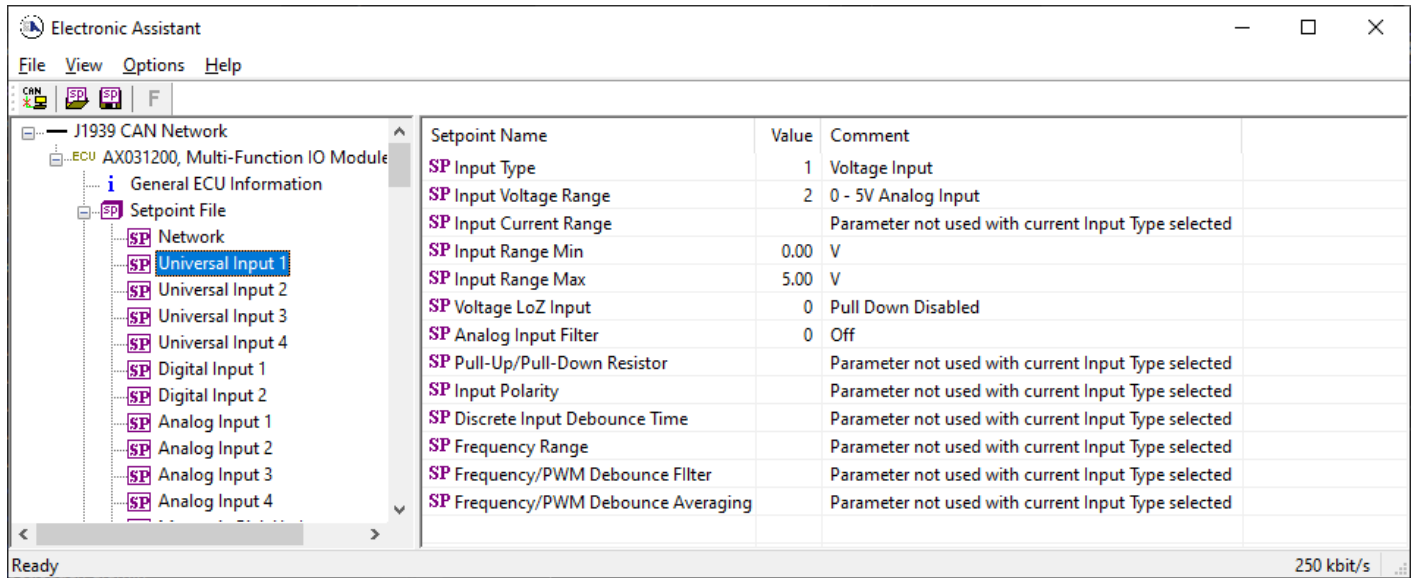 Electronic Assistant
File View Options Help
CAN SP SP F
J1939 CAN Network
ECU AX031200, Multi-Function IO Module
i General ECU Information
SP Setpoint File
SP Network
SP Universal Input 1
SP Universal Input 2
SP Universal Input 3
SP Universal Input 4
SP Digital Input 1
SP Digital Input 2
SP Analog Input 1
SP Analog Input 2
SP Analog Input 3
SP Analog Input 4
Setpoint Name Value Comment
SP Input Type 1 Voltage Input
SP Input Voltage Range 2 0 - 5V Analog Input
SP Input Current Range Parameter not used with current Input Type selected
SP Input Range Min 0.00 V
SP Input Range Max 5.00 V
SP Voltage LoZ Input 0 Pull Down Disabled
SP Analog Input Filter 0 Off
SP Pull-Up/Pull-Down Resistor Parameter not used with current Input Type selected
SP Input Polarity Parameter not used with current Input Type selected
SP Discrete Input Debounce Time Parameter not used with current Input Type selected
SP Frequency Range Parameter not used with current Input Type selected
SP Frequency/PWM Debounce FIlter Parameter not used with current Input Type selected
SP Frequency/PWM Debounce Averaging Parameter not used with current Input Type selected
Ready 250 kbit/s